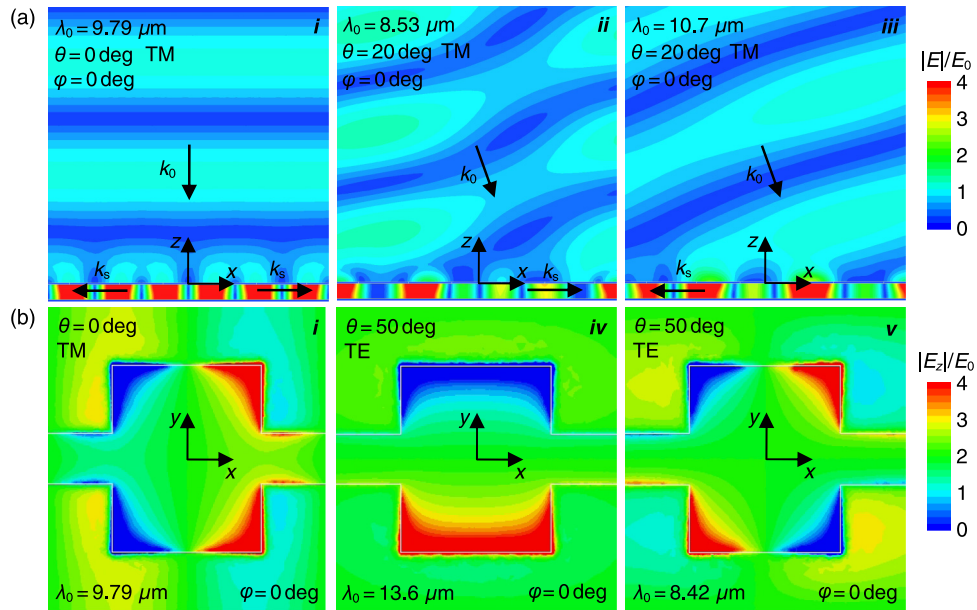 (a)
λ₀ = 9.79 μm
i
θ = 0 deg TM
φ = 0 deg
k₀
z
x
kₛ
kₛ
λ₀ = 8.53 μm
ii
θ = 20 deg TM
φ = 0 deg
k₀
z
x
kₛ
λ₀ = 10.7 μm
iii
θ = 20 deg TM
φ = 0 deg
k₀
z
x
kₛ
|E|/E₀
4
3
2
1
0
(b)
θ = 0 deg
i
TM
y
x
λ₀ = 9.79 μm
φ = 0 deg
θ = 50 deg
iv
TE
y
x
λ₀ = 13.6 μm
φ = 0 deg
θ = 50 deg
v
TE
y
x
λ₀ = 8.42 μm
φ = 0 deg
|E_z|/E₀
4
3
2
1
0